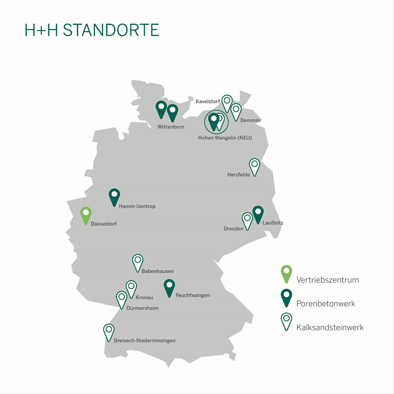 H+H STANDORTE
Kavelstorf
Demmin
Wittenborn
Hohen Wangelin (NEU)
Herzfelde
Hamm-Uentrop
Düsseldorf
Laußnitz
Dresden
Babenhausen
Kronau
Feuchtwangen
Durmersheim
Breisach-Niederrimsingen
Vertriebszentrum
Porenbetonwerk
Kalksandsteinwerk